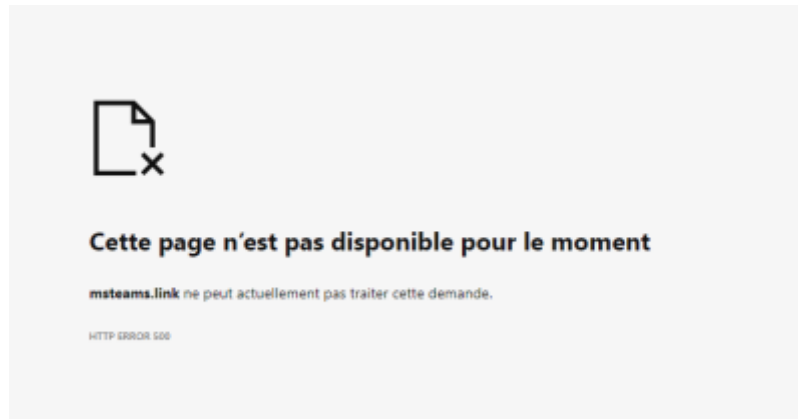 Cette page n'est pas disponible pour le moment
msteams.link ne peut actuellement pas traiter cette demande.
HTTP ERROR 500